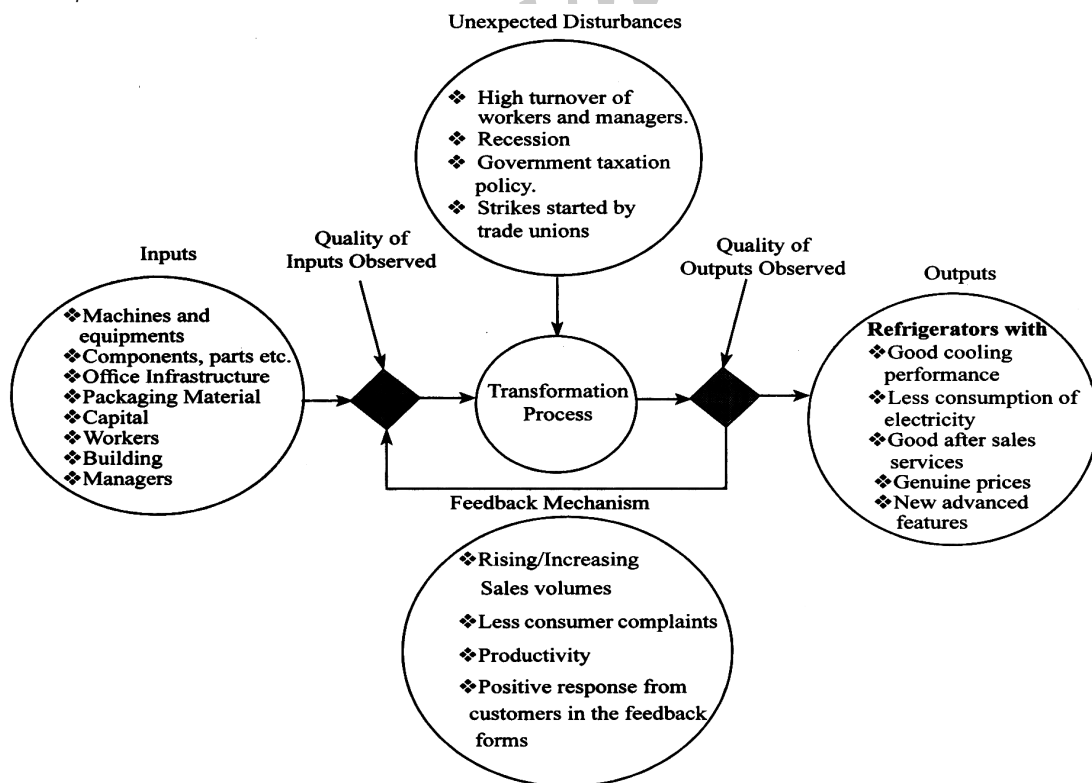 Unexpected Disturbances
❖ High turnover of
workers and managers.
❖ Recession
❖ Government taxation
policy.
❖ Strikes started by
trade unions
Quality of
Inputs Observed
Quality of
Outputs Observed
Inputs
❖Machines and
equipments
❖Components, parts etc.
❖Office Infrastructure
❖Packaging Material
❖Capital
❖Workers
❖Building
❖Managers
Transformation
Process
Outputs
Refrigerators with
❖Good cooling
performance
❖Less consumption of
electricity
❖Good after sales
services
❖Genuine prices
❖New advanced
features
Feedback Mechanism
❖Rising/Increasing
Sales volumes
❖Less consumer complaints
❖Productivity
❖Positive response from
customers in the feedback
forms